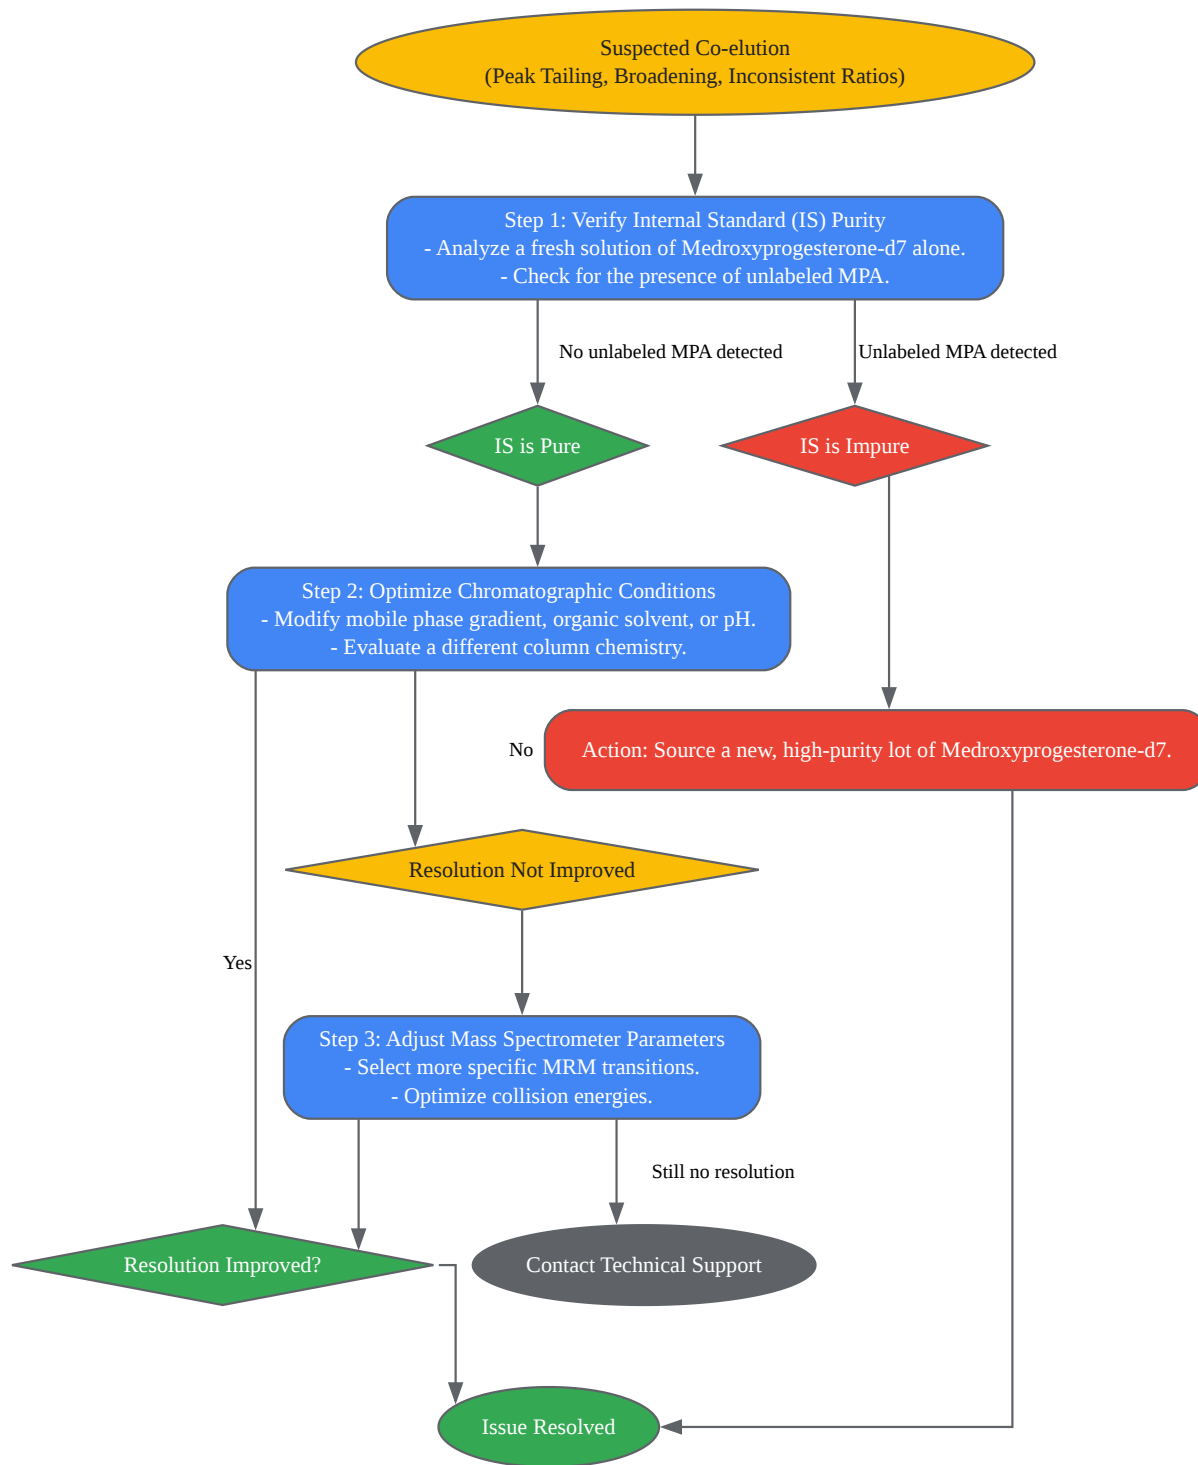 Suspected Co-elution
(Peak Tailing, Broadening, Inconsistent Ratios)
Step 1: Verify Internal Standard (IS) Purity
- Analyze a fresh solution of Medroxyprogesterone-d7 alone.
- Check for the presence of unlabeled MPA.
No unlabeled MPA detected
Unlabeled MPA detected
IS is Pure
IS is Impure
Step 2: Optimize Chromatographic Conditions
- Modify mobile phase gradient, organic solvent, or pH.
- Evaluate a different column chemistry.
No
Action: Source a new, high-purity lot of Medroxyprogesterone-d7.
Resolution Not Improved
Yes
Step 3: Adjust Mass Spectrometer Parameters
- Select more specific MRM transitions.
- Optimize collision energies.
Still no resolution
Resolution Improved?
Contact Technical Support
Issue Resolved